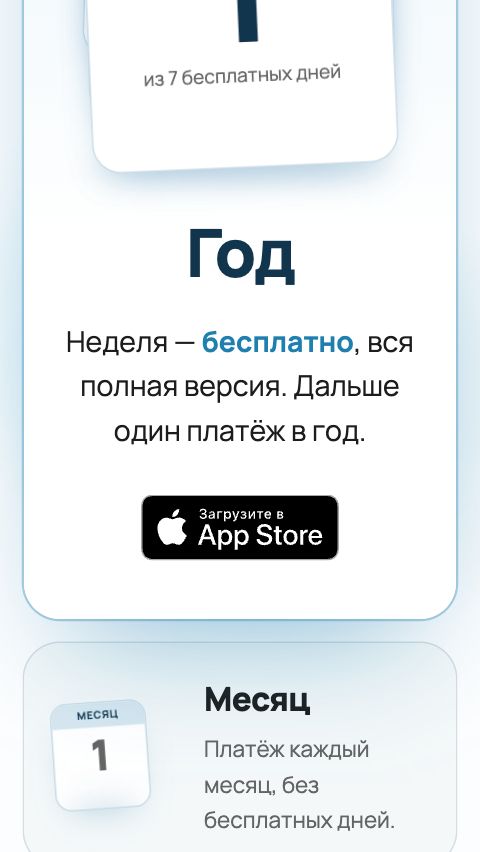 1
из 7 бесплатных дней
Год
Неделя — бесплатно, вся
полная версия. Дальше
один платёж в год.
Загрузите в
App Store
МЕСЯЦ
1
Месяц
Платёж каждый
месяц, без
бесплатных дней.